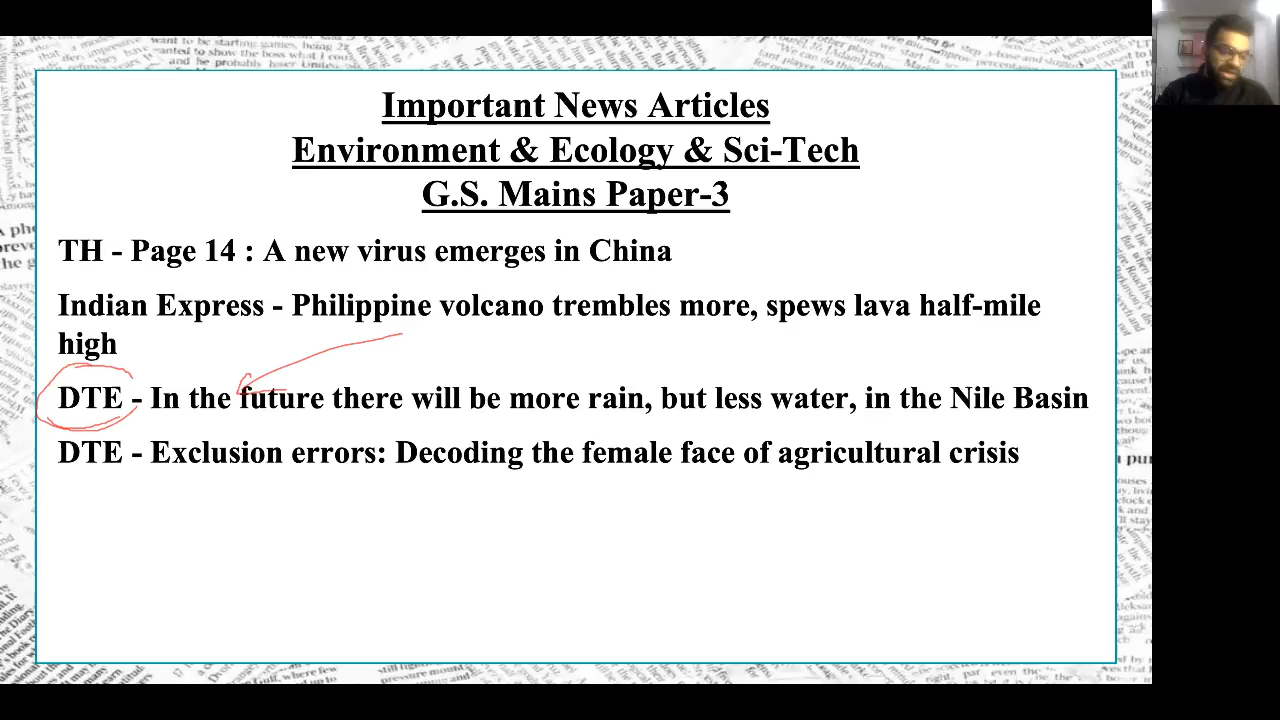 Important News Articles
Environment & Ecology & Sci-Tech
G.S. Mains Paper-3
TH - Page 14 : A new virus emerges in China
Indian Express - Philippine volcano trembles more, spews lava half-mile
high
DTE - In the future there will be more rain, but less water, in the Nile Basin
DTE - Exclusion errors: Decoding the female face of agricultural crisis